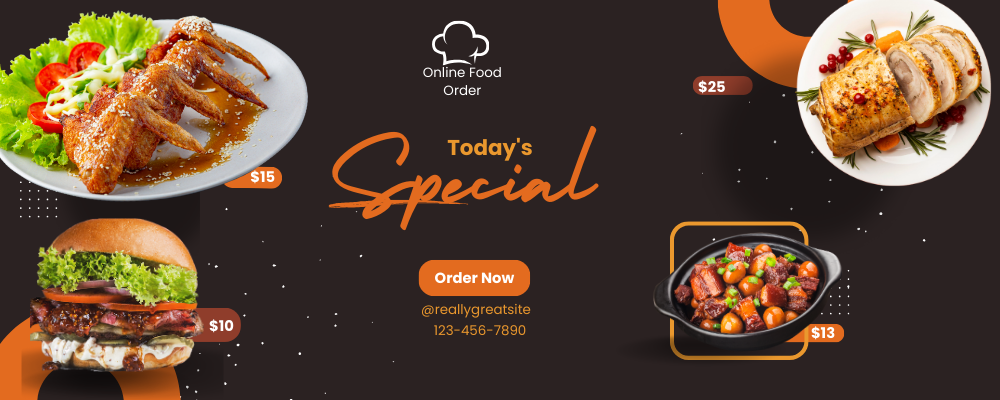 Online Food
Order
$25
Today's
Special
$15
Order Now
@reallygreatsite
123-456-7890
$10
$13